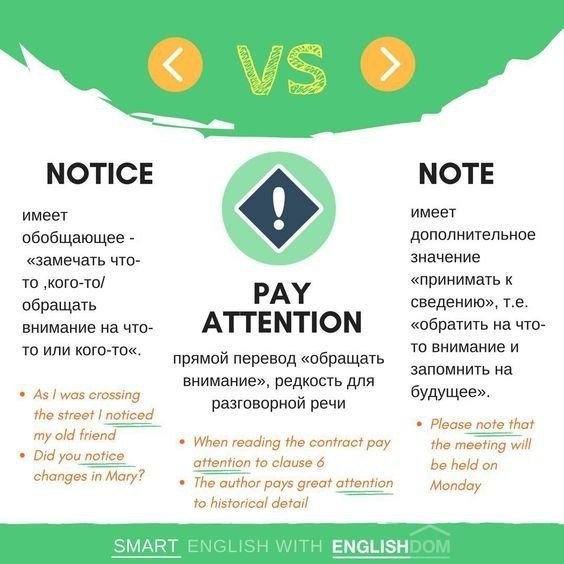 VS
NOTICE
имеет
обобщающее -
«замечать что-
то ,кого-то/
обращать
внимание на что-
то или кого-то«.
As I was crossing
the street I noticed
my old friend
Did you notice
changes in Mary?
!
PAY
ATTENTION
прямой перевод «обращать
внимание», редкость для
разговорной речи
When reading the contract pay
attention to clause 6
The author pays great attention
to historical detail
NOTE
имеет
дополнительное
значение
«принимать к
сведению», т.е.
«обратить на что-
то внимание и
запомнить на
будущее».
Please note that
the meeting will
be held on
Monday
SMART ENGLISH WITH ENGLISHDOM